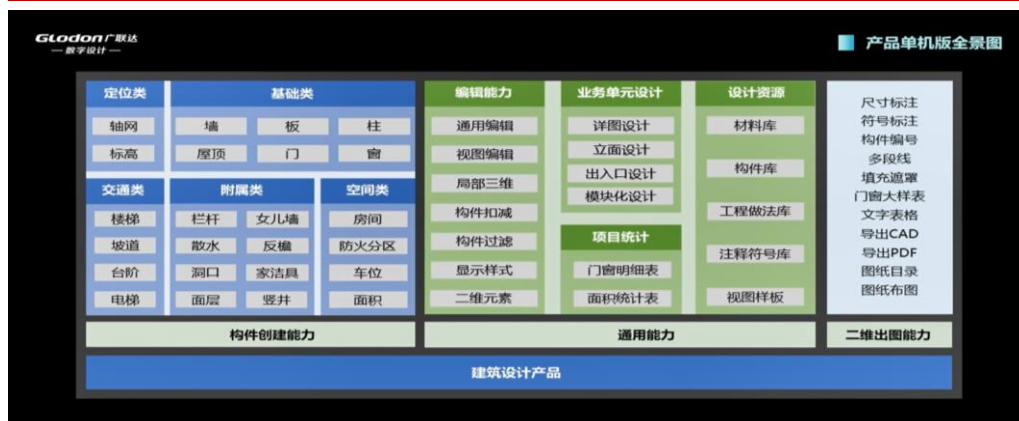 GLodon广联达
— 数字设计 —
产品单机版全景图
定位类
轴网
标高
基础类
墙 板 柱
屋顶 门 窗
交通类
楼梯
坡道
台阶
电梯
附属类
栏杆 女儿墙
散水 反檐
洞口 家洁具
面层 竖井
空间类
房间
防火分区
车位
面积
构件创建能力
编辑能力
通用编辑
视图编辑
局部三维
构件扣减
构件过滤
显示样式
二维元素
业务单元设计
详图设计
立面设计
出入口设计
模块化设计
项目统计
门窗明细表
面积统计表
设计资源
材料库
构件库
工程做法库
注释符号库
视图样板
通用能力
尺寸标注
符号标注
构件编号
多段线
填充遮罩
门窗大样表
文字表格
导出CAD
导出PDF
图纸目录
图纸布图
二维出图能力
建筑设计产品